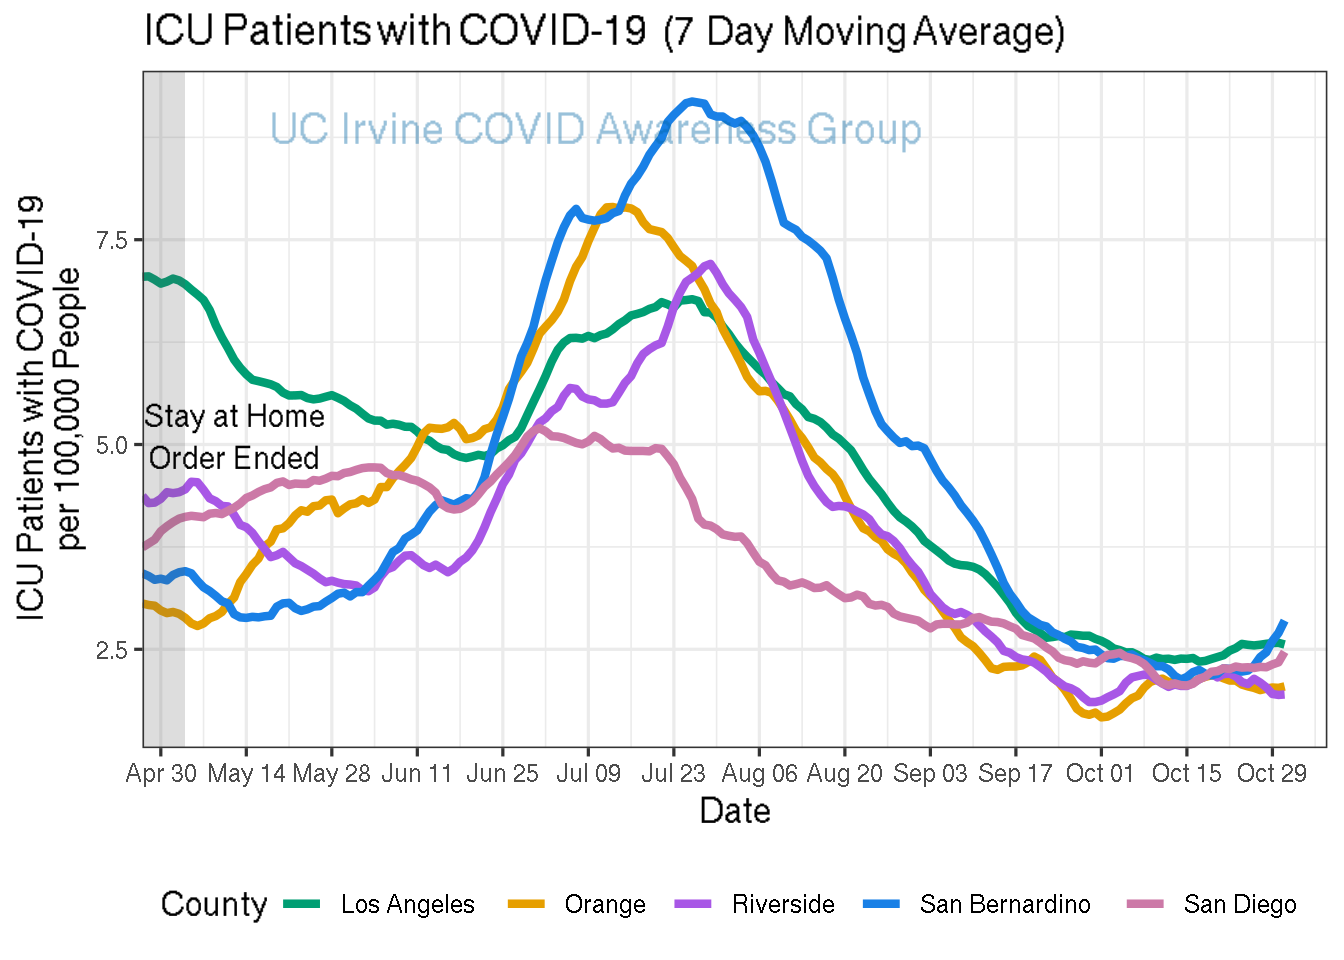 ICU Patients with COVID-19 (7 Day Moving Average)
UC Irvine COVID Awareness Group
ICU Patients with COVID-19
per 100,000 People
7.5
5.0
2.5
Stay at Home
Order Ended
Apr 30 May 14 May 28 Jun 11 Jun 25 Jul 09 Jul 23 Aug 06 Aug 20 Sep 03 Sep 17 Oct 01 Oct 15 Oct 29
Date
County Los Angeles Orange Riverside San Bernardino San Diego